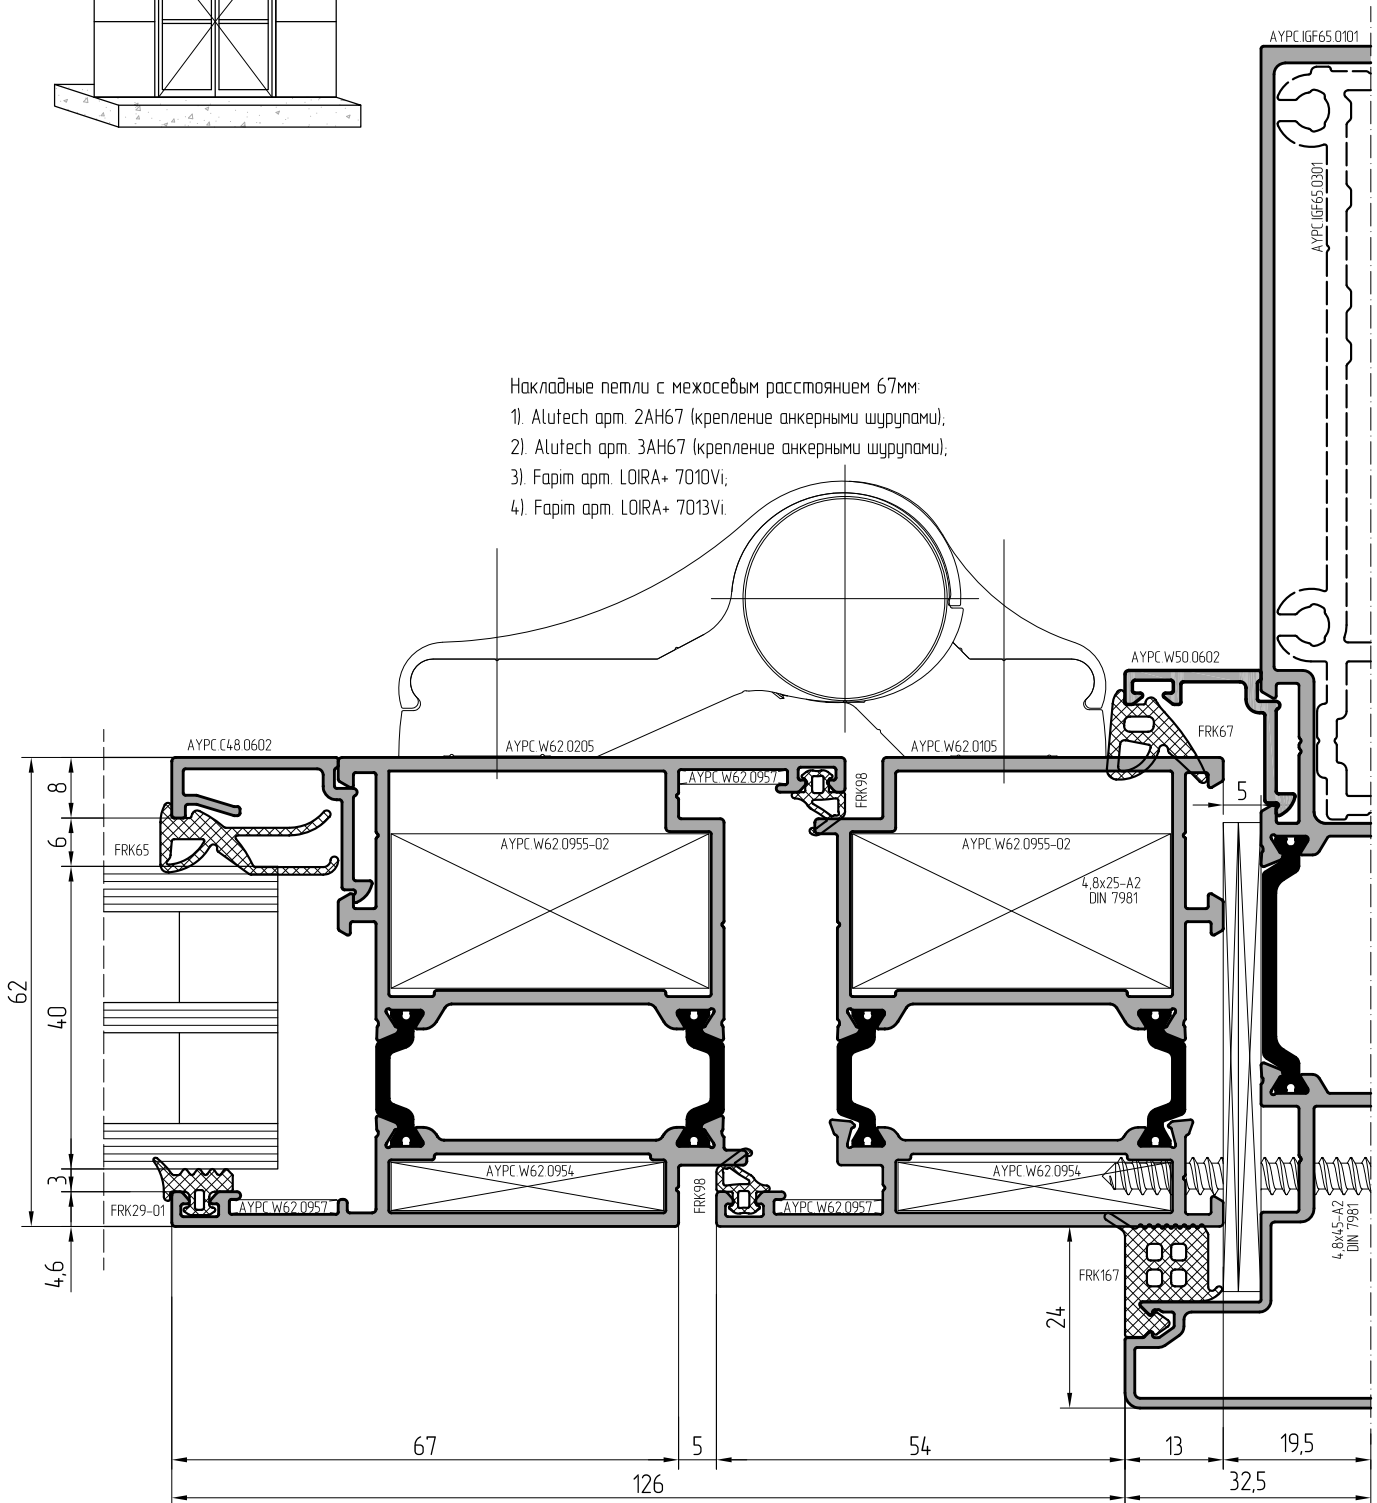 AYPC.IGF65.0101
AYPC.IGF65.0301
Накладные петли с межосевым расстоянием 67мм:
1). Alutech арт. 2AH67 (крепление анкерными шурупами);
2). Alutech арт. 3AH67 (крепление анкерными шурупами);
3). Fapim арт. LOIRA+ 7010Vi;
4). Fapim арт. LOIRA+ 7013Vi.
AYPC.W50.0602
FRK67
AYPC.C48.0602
AYPC.W62.0205
AYPC.W62.0105
AYPC.W62.0957
FRK98
8
5
6
FRK65
AYPC.W62.0955-02
AYPC.W62.0955-02
4,8x25-A2
DIN 7981
62
40
3
AYPC.W62.0954
AYPC.W62.0954
FRK29-01
AYPC.W62.0957
FRK98
AYPC.W62.0957
4,8x45-A2
DIN 7981
4,6
FRK167
24
67
5
54
13
19,5
126
32,5